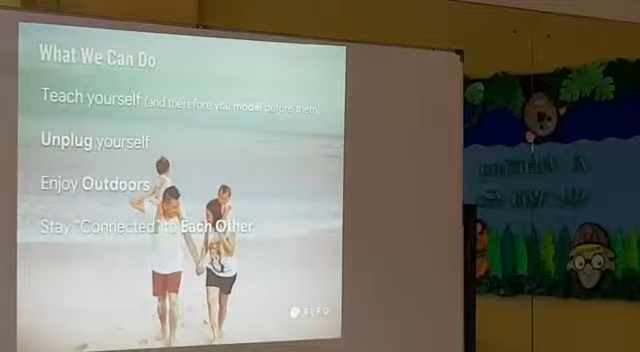 What We Can Do
Teach yourself (and therefore you model before them)
Unplug yourself
Enjoy Outdoors
Stay "Connected" to Each Other